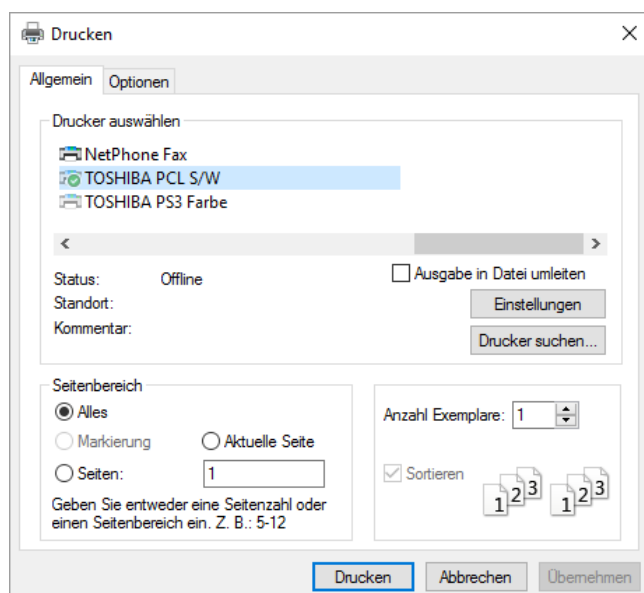 Drucken
Allgemein Optionen
Drucker auswählen
NetPhone Fax
TOSHIBA PCL S/W
TOSHIBA PS3 Farbe
Status: Offline
Ausgabe in Datei umleiten
Standort:
Einstellungen
Kommentar:
Drucker suchen...
Seitenbereich
Alles
Markierung Aktuelle Seite
Seiten: 1
Geben Sie entweder eine Seitenzahl oder
einen Seitenbereich ein. Z. B.: 5-12
Anzahl Exemplare: 1
Sortieren
1 2 3 1 2 3
Drucken Abbrechen Übernehmen